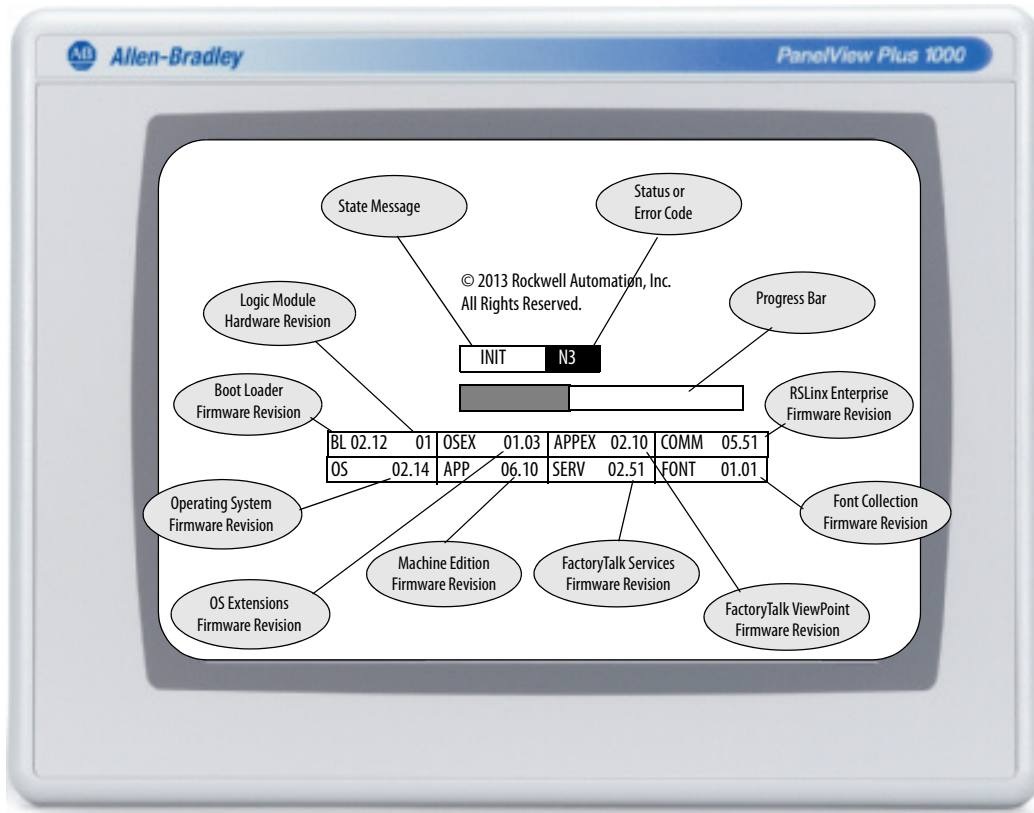 AB Allen-Bradley
PanelView Plus 1000
State Message
Status or
Error Code
© 2013 Rockwell Automation, Inc.
All Rights Reserved.
Logic Module
Hardware Revision
Progress Bar
INIT N3
Boot Loader
Firmware Revision
RSLinx Enterprise
Firmware Revision
BL 02.12 01 OSEX 01.03 APPEX 02.10 COMM 05.51
OS 02.14 APP 06.10 SERV 02.51 FONT 01.01
Operating System
Firmware Revision
Font Collection
Firmware Revision
Machine Edition
Firmware Revision
FactoryTalk Services
Firmware Revision
OS Extensions
Firmware Revision
FactoryTalk ViewPoint
Firmware Revision